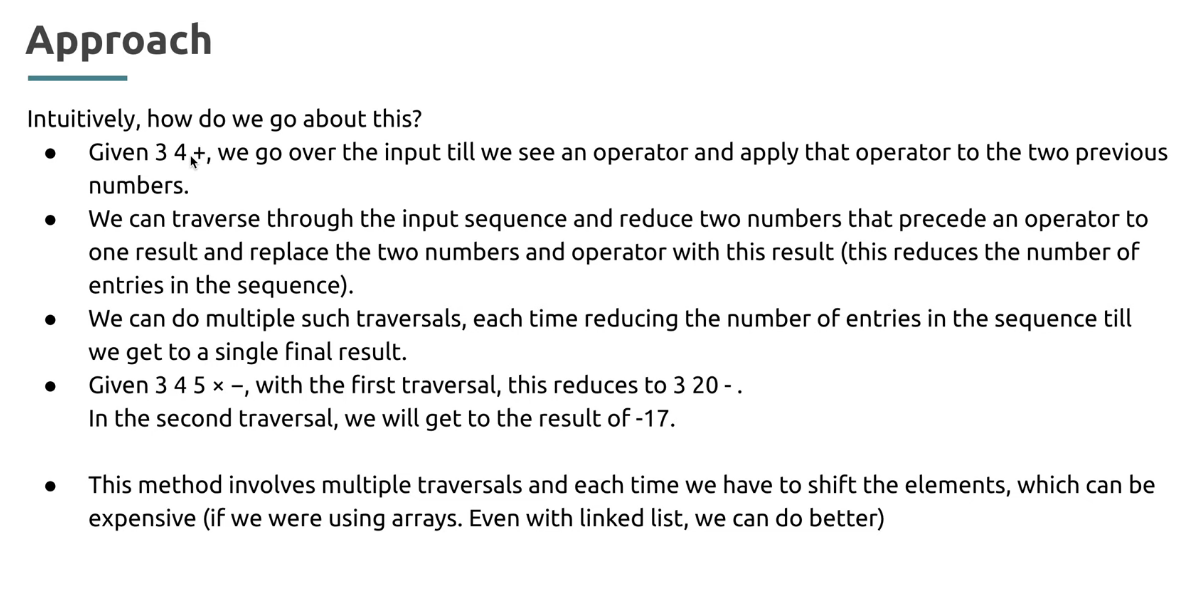 Approach
Intuitively, how do we go about this?
● Given 3 4 +, we go over the input till we see an operator and apply that operator to the two previous
numbers.
● We can traverse through the input sequence and reduce two numbers that precede an operator to
one result and replace the two numbers and operator with this result (this reduces the number of
entries in the sequence).
● We can do multiple such traversals, each time reducing the number of entries in the sequence till
we get to a single final result.
● Given 3 4 5 × −, with the first traversal, this reduces to 3 20 - .
In the second traversal, we will get to the result of -17.
● This method involves multiple traversals and each time we have to shift the elements, which can be
expensive (if we were using arrays. Even with linked list, we can do better)